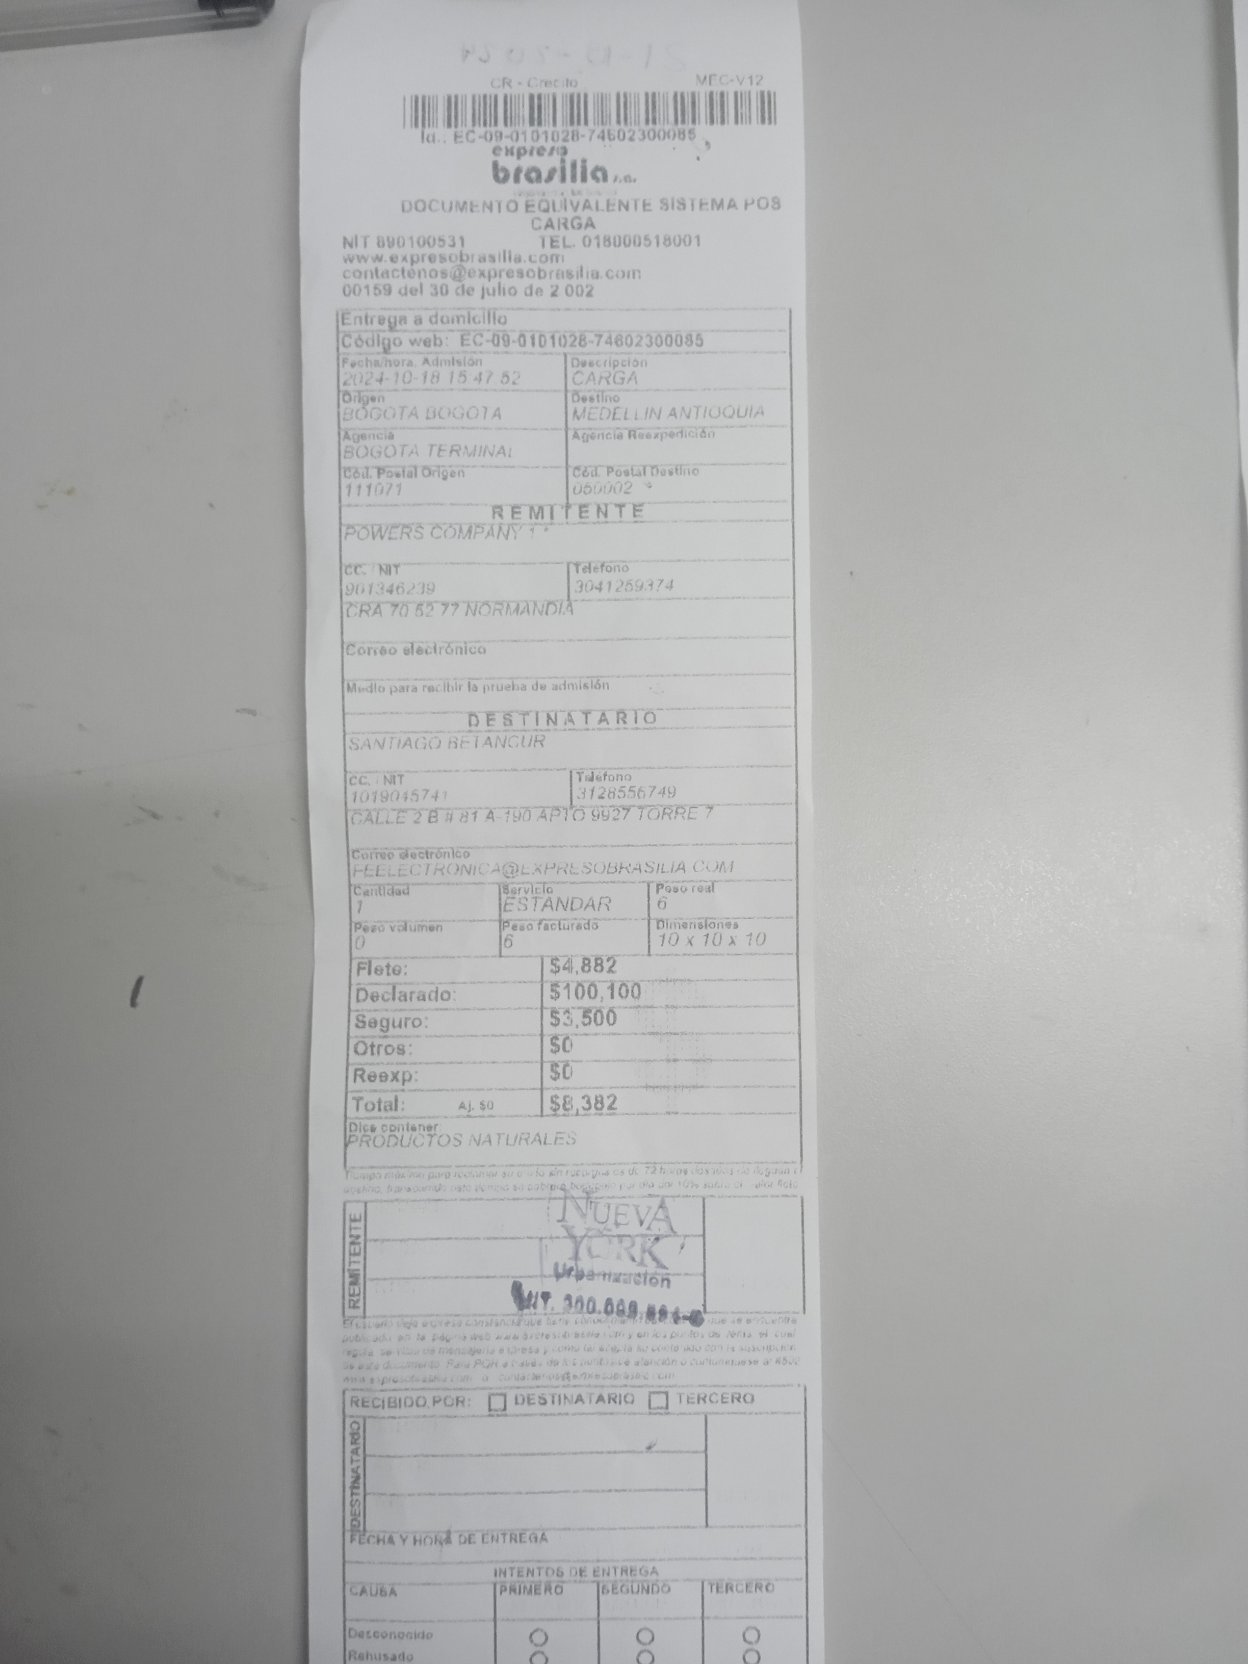 CR - Credito MFC-V12
Id.: EC-09-0101028-74602300085
expreso
brasilia s.a.
DOCUMENTO EQUIVALENTE SISTEMA POS
CARGA
NIT 890100531 TEL. 018000518001
www.expresobrasilia.com
contactenos@expresobrasilia.com
00159 del 30 de julio de 2 002
Entrega a domicilio
Código web: EC-09-0101028-74602300085
Fecha/hora. Admisión Descripción
2024-10-18 15 47 52 CARGA
Origen Destino
BOGOTA BOGOTA MEDELLIN ANTIOQUIA
Agencia Agencia Reexpedición
BOGOTA TERMINAL
Cód. Postal Origen Cód. Postal Destino
111071 050002
REMITENTE
POWERS COMPANY 1 *
CC. / NIT Teléfono
901346239 3041259374
CRA 70 52 77 NORMANDIA
Correo electrónico
Medio para recibir la prueba de admisión
DESTINATARIO
SANTIAGO BETANCUR
CC. / NIT Teléfono
1019045741 3128556749
CALLE 2 B # 81 A-190 APTO 9927 TORRE 7
Correo electrónico
FEELECTRONICA@EXPRESOBRASILIA COM
Cantidad Servicio Peso real
1 ESTANDAR 6
Peso volumen Peso facturado Dimensiones
0 6 10 x 10 x 10
Flete: $4,882
Declarado: $100,100
Seguro: $3,500
Otros: $0
Reexp: $0
Total: Aj. $0 $8,382
Dice contener:
PRODUCTOS NATURALES
NUEVA
YORK
Urbanización
NIT.
REMITENTE
RECIBIDO POR: DESTINATARIO TERCERO
DESTINATARIO
FECHA Y HORA DE ENTREGA
INTENTOS DE ENTREGA
CAUSA PRIMERO SEGUNDO TERCERO
Desconocido
Rehusado